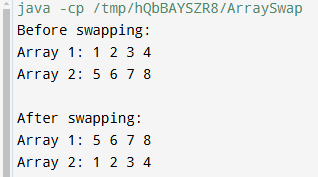 java -cp /tmp/hQbBAYSZR8/ArraySwap
Before swapping:
Array 1: 1 2 3 4
Array 2: 5 6 7 8
After swapping:
Array 1: 5 6 7 8
Array 2: 1 2 3 4